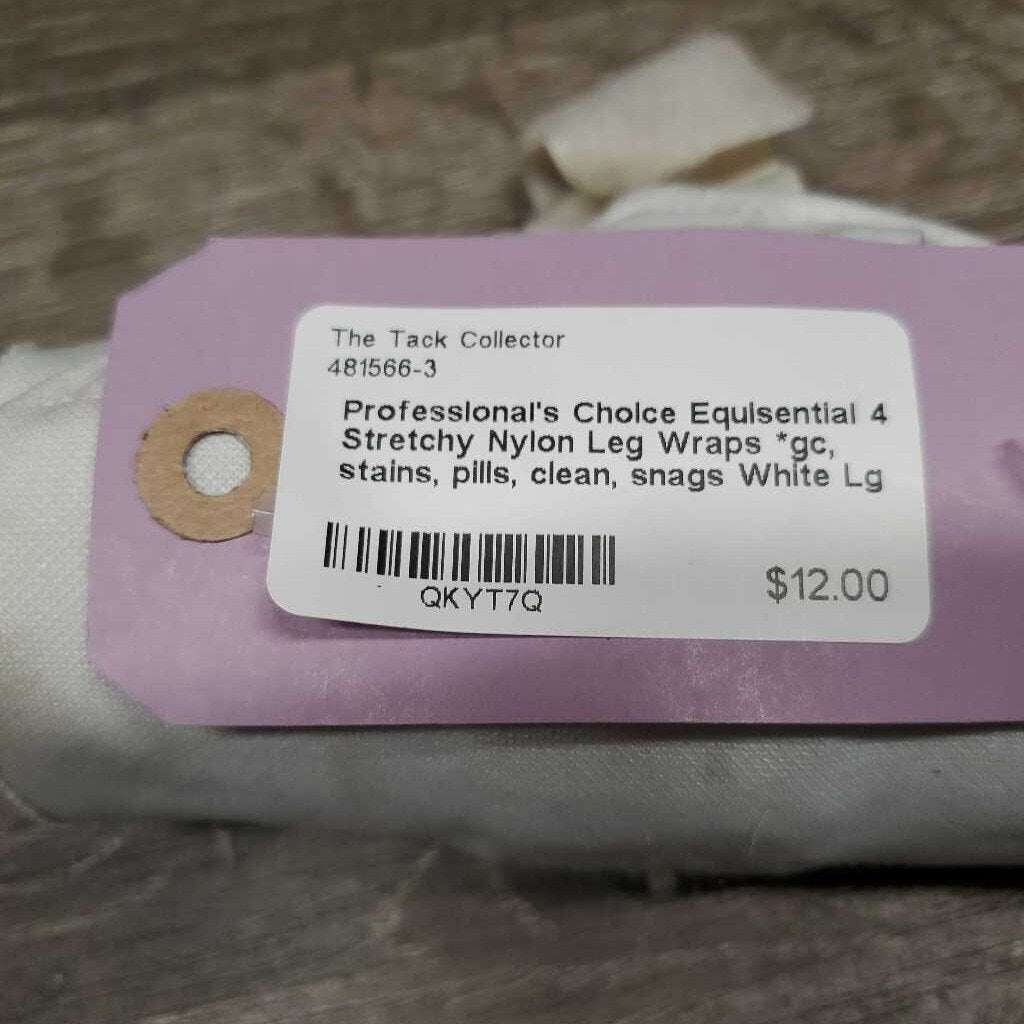 The Tack Collector
481566-3
Professional's Choice Equisential 4
Stretchy Nylon Leg Wraps *gc,
stains, pills, clean, snags White Lg
QKYT7Q
$12.00